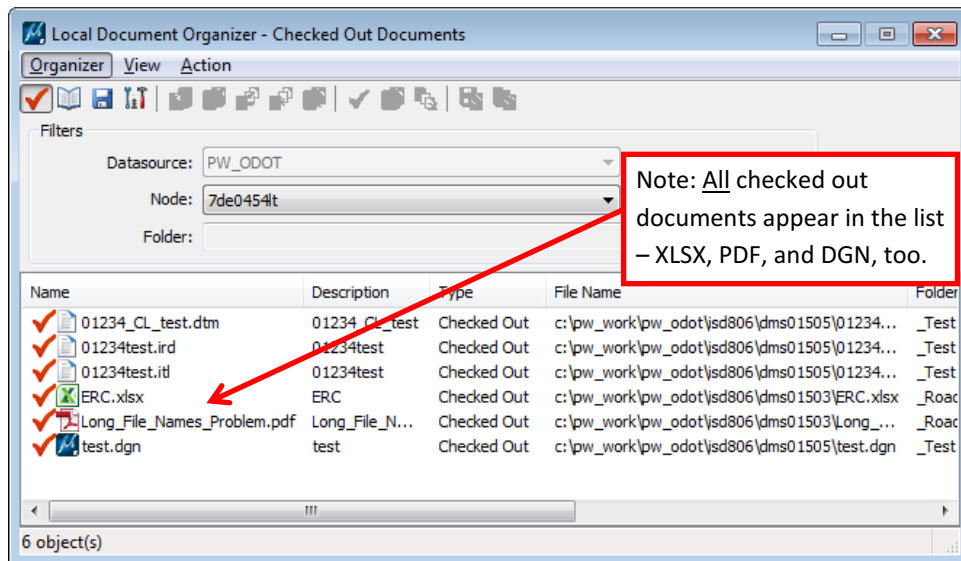 Local Document Organizer - Checked Out Documents
Organizer View Action
Filters
Datasource: PW_ODOT
Node: 7de0454lt
Folder:
Note: All checked out
documents appear in the list
– XLSX, PDF, and DGN, too.
Name Description Type File Name Folder
01234_CL_test.dtm 01234_CL_test Checked Out c:\pw_work\pw_odot\jsd806\dms01505\01234... _Test
01234test.ird 01234test Checked Out c:\pw_work\pw_odot\jsd806\dms01505\01234... _Test
01234test.itl 01234test Checked Out c:\pw_work\pw_odot\jsd806\dms01505\01234... _Test
ERC.xlsx ERC Checked Out c:\pw_work\pw_odot\jsd806\dms01503\ERC.xlsx _Road
Long_File_Names_Problem.pdf Long_File_N... Checked Out c:\pw_work\pw_odot\jsd806\dms01503\Long_... _Road
test.dgn test Checked Out c:\pw_work\pw_odot\jsd806\dms01505\test.dgn _Test
6 object(s)